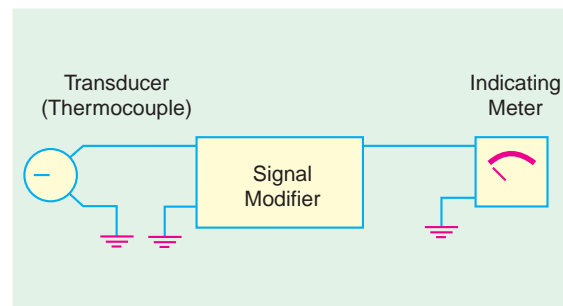 Transducer
(Thermocouple)
Indicating
Meter
Signal
Modifier